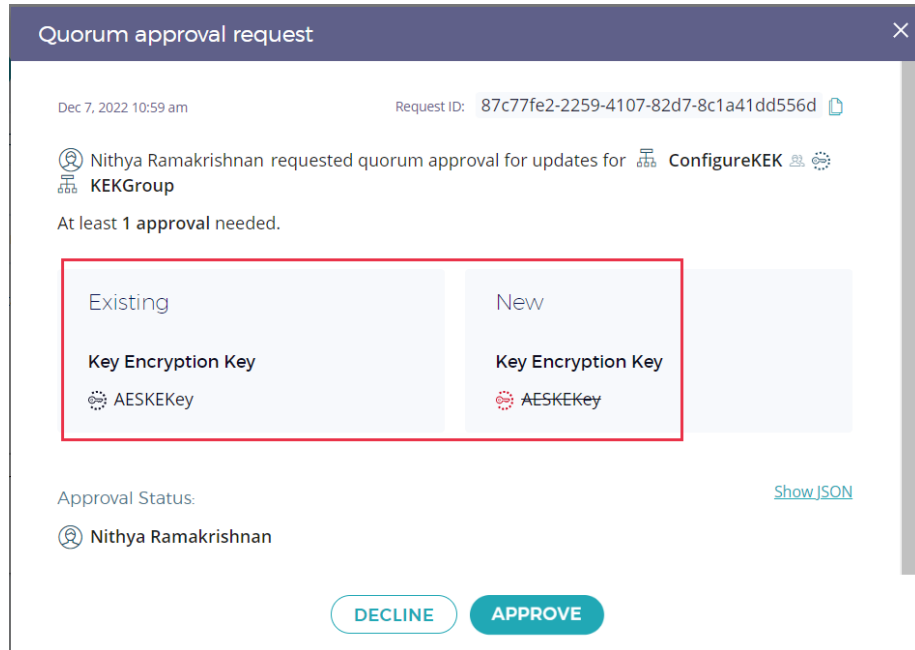 Quorum approval request
Dec 7, 2022 10:59 am
Request ID: 87c77fe2-2259-4107-82d7-8c1a41dd556d
Nithya Ramakrishnan requested quorum approval for updates for ConfigureKEK
KEKGroup
At least 1 approval needed.
Existing
Key Encryption Key
AESKEKey
New
Key Encryption Key
AESKEKey
Approval Status:
Show JSON
Nithya Ramakrishnan
DECLINE
APPROVE